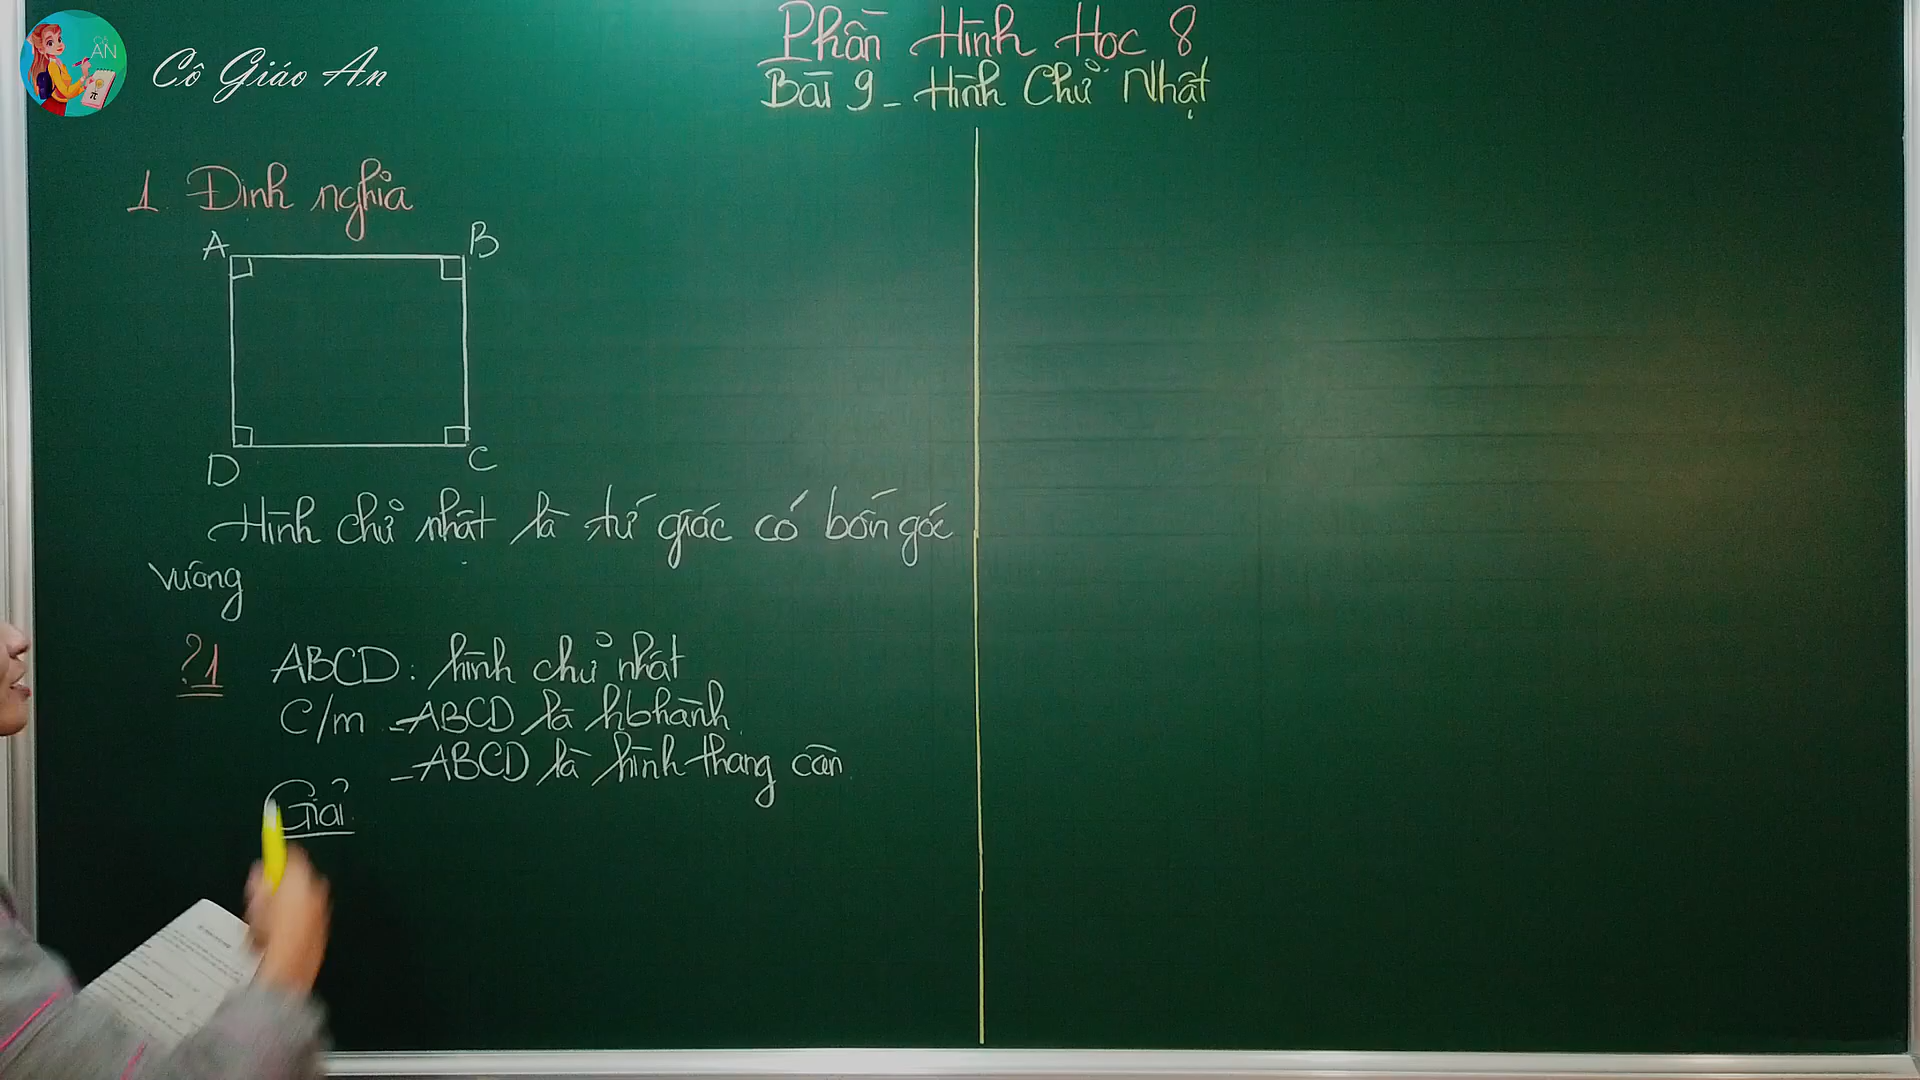 CÔ
AN
Cô Giáo An
Phần Hình Học 8
Bài 9 - Hình Chữ Nhật
1. Định nghĩa
A
B
D
C
Hình chữ nhật là tứ giác có bốn góc
vuông
?1 ABCD: hình chữ nhật
C/m - ABCD là hbhành
- ABCD là hình thang cân
Giải